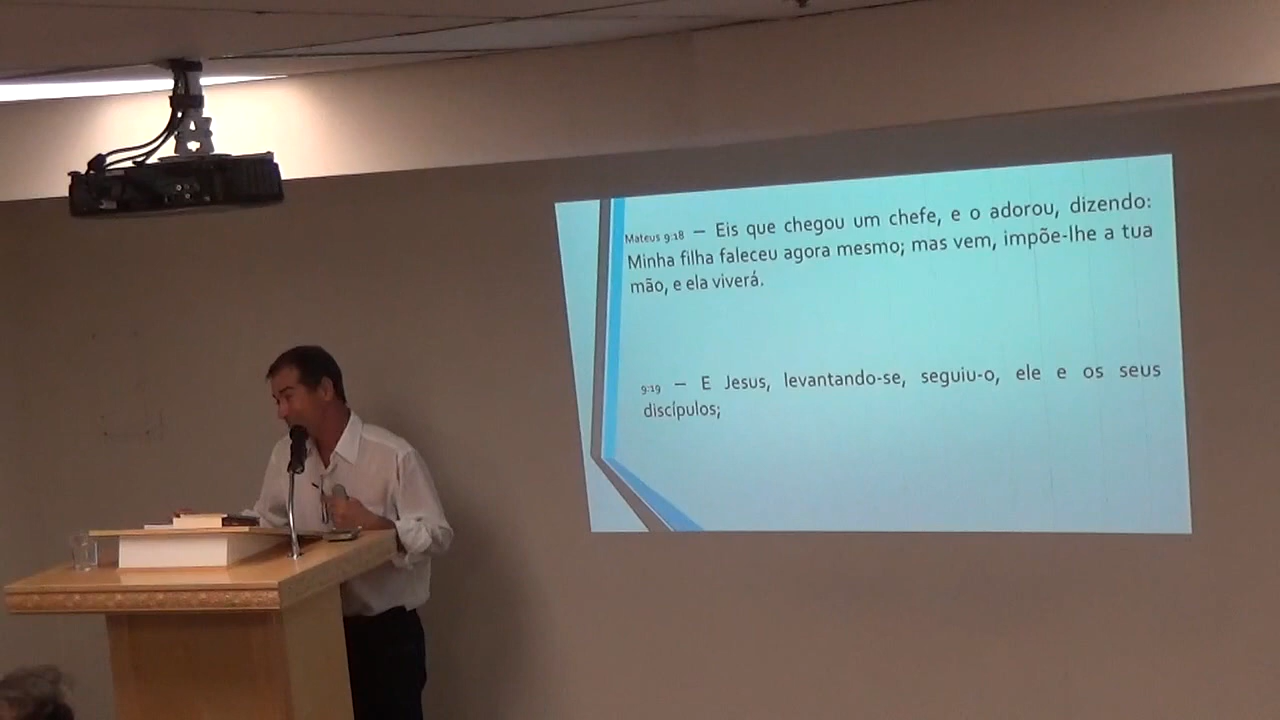 Mateus 9:18 – Eis que chegou um chefe, e o adorou, dizendo:
Minha filha faleceu agora mesmo; mas vem, impõe-lhe a tua
mão, e ela viverá.
9:19 – E Jesus, levantando-se, seguiu-o, ele e os seus
discípulos;